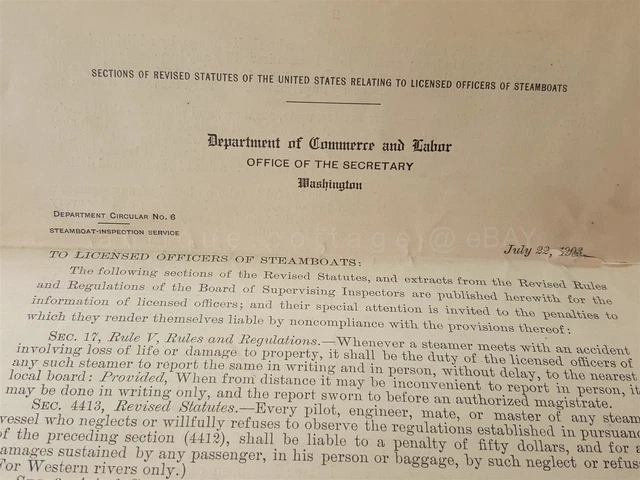 SECTIONS OF REVISED STATUTES OF THE UNITED STATES RELATING TO LICENSED OFFICERS OF STEAMBOATS
Department of Commerce and Labor
OFFICE OF THE SECRETARY
Washington
DEPARTMENT CIRCULAR NO. 6
STEAMBOAT-INSPECTION SERVICE
July 22, 1903.
TO LICENSED OFFICERS OF STEAMBOATS:
The following sections of the Revised Statutes, and extracts from the Revised Rules
and Regulations of the Board of Supervising Inspectors are published herewith for the
information of licensed officers; and their special attention is invited to the penalties to
which they render themselves liable by noncompliance with the provisions thereof:
SEC. 17, Rule V, Rules and Regulations.—Whenever a steamer meets with an accident
involving loss of life or damage to property, it shall be the duty of the licensed officers of
any such steamer to report the same in writing and in person, without delay, to the nearest
local board: Provided, When from distance it may be inconvenient to report in person, it
may be done in writing only, and the report sworn to before an authorized magistrate.
SEC. 4413, Revised Statutes.—Every pilot, engineer, mate, or master of any steam
vessel who neglects or willfully refuses to observe the regulations established in pursuanc
of the preceding section (4412), shall be liable to a penalty of fifty dollars, and for a
amages sustained by any passenger, in his person or baggage, by such neglect or refus
For Western rivers only.)